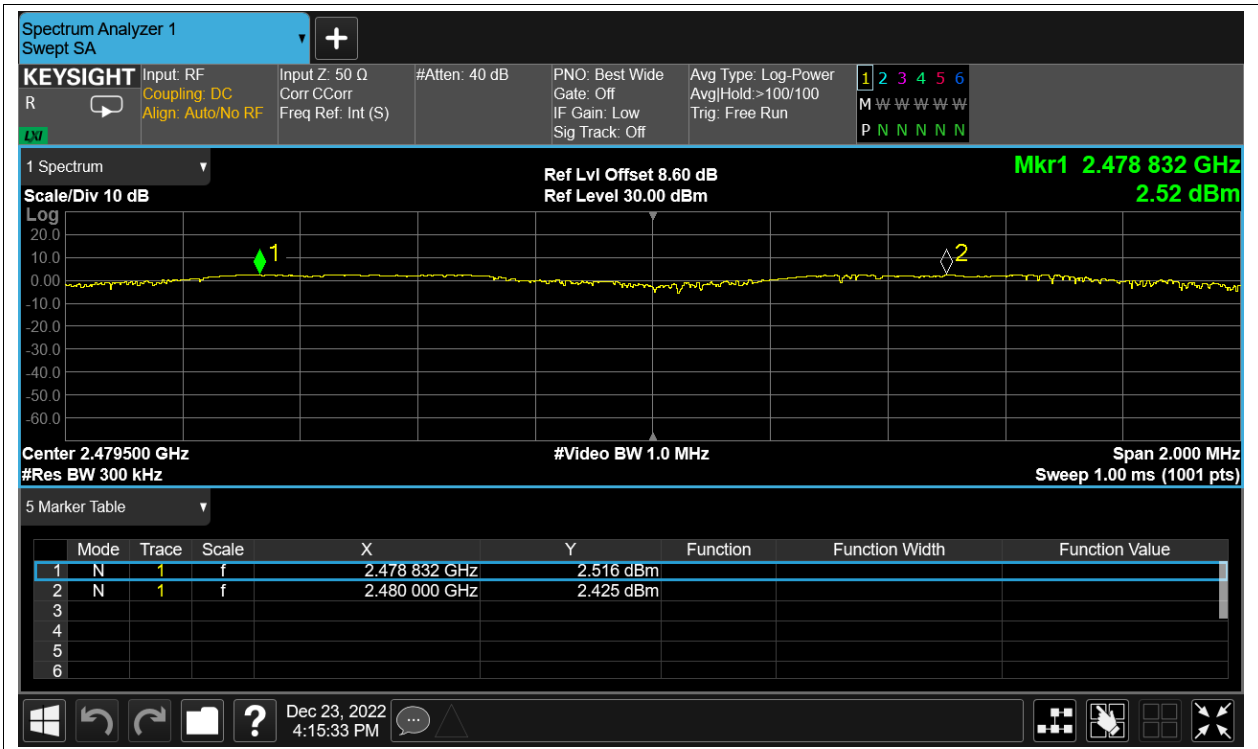 Spectrum Analyzer 1
Swept SA
+
KEYSIGHT Input: RF Input Z: 50 Ω #Atten: 40 dB PNO: Best Wide Avg Type: Log-Power 1 2 3 4 5 6
R Coupling: DC Corr CCorr Gate: Off Avg|Hold:>100/100 M W W W W W
Align: Auto/No RF Freq Ref: Int (S) IF Gain: Low Trig: Free Run
LXI Sig Track: Off P N N N N N
1 Spectrum
Ref Lvl Offset 8.60 dB Mkr1 2.478 832 GHz
Scale/Div 10 dB Ref Level 30.00 dBm 2.52 dBm
Log
20.0
10.0
0.00
-10.0
-20.0
-30.0
-40.0
-50.0
-60.0
1
2
Center 2.479500 GHz #Video BW 1.0 MHz Span 2.000 MHz
#Res BW 300 kHz Sweep 1.00 ms (1001 pts)
5 Marker Table
Mode Trace Scale X Y Function Function Width Function Value
1 N 1 f 2.478 832 GHz 2.516 dBm
2 N 1 f 2.480 000 GHz 2.425 dBm
3
4
5
6
? Dec 23, 2022
4:15:33 PM